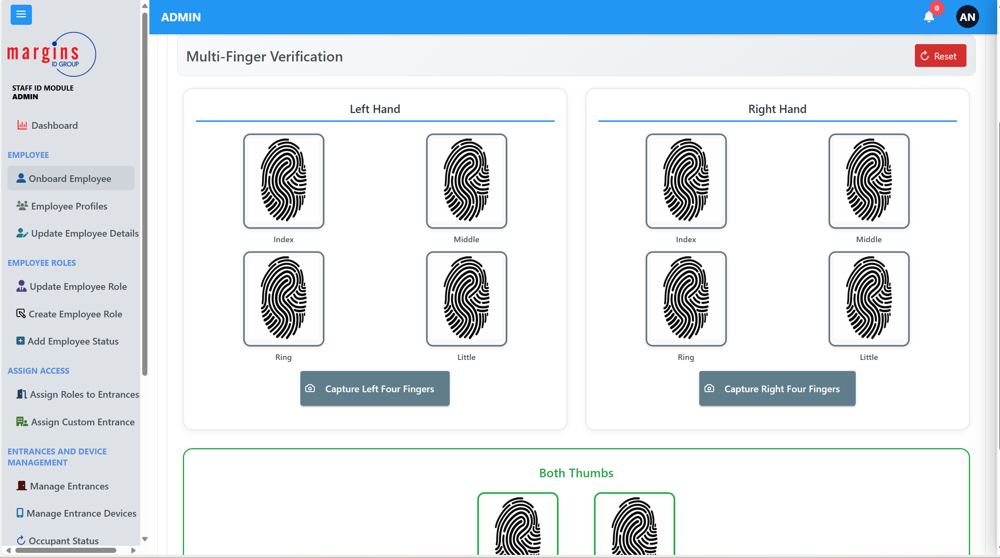 margins
ID GROUP
STAFF ID MODULE
ADMIN
Dashboard
EMPLOYEE
Onboard Employee
Employee Profiles
Update Employee Details
EMPLOYEE ROLES
Update Employee Role
Create Employee Role
Add Employee Status
ASSIGN ACCESS
Assign Roles to Entrances
Assign Custom Entrance
ENTRANCES AND DEVICE
MANAGEMENT
Manage Entrances
Manage Entrance Devices
Occupant Status
ADMIN
0
AN
Multi-Finger Verification
Reset
Left Hand
Index
Middle
Ring
Little
Capture Left Four Fingers
Right Hand
Index
Middle
Ring
Little
Capture Right Four Fingers
Both Thumbs